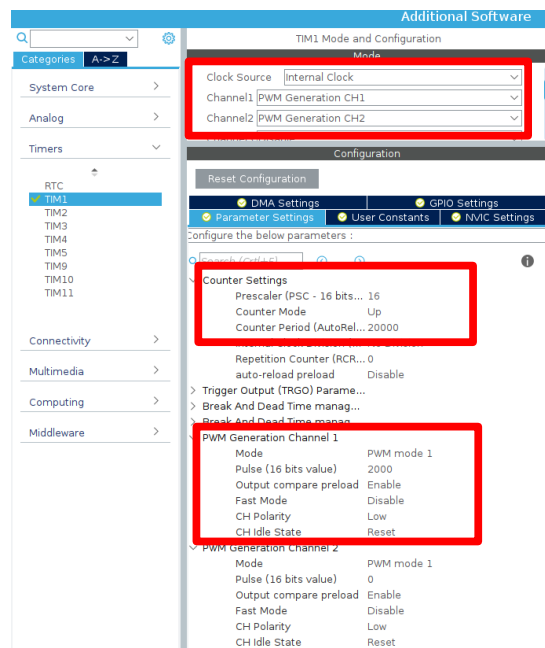 Additional Software
TIM1 Mode and Configuration
Categories A->Z
System Core
Analog
Timers
RTC
TIM1
TIM2
TIM3
TIM4
TIM5
TIM9
TIM10
TIM11
Connectivity
Multimedia
Computing
Middleware
Mode
Clock Source Internal Clock
Channel1 PWM Generation CH1
Channel2 PWM Generation CH2
Configuration
Reset Configuration
DMA Settings GPIO Settings
Parameter Settings User Constants NVIC Settings
Configure the below parameters :
Search (Crtl+F)
Counter Settings
Prescaler (PSC - 16 bits... 16
Counter Mode Up
Counter Period (AutoRel... 20000
Repetition Counter (RCR... 0
auto-reload preload Disable
Trigger Output (TRGO) Parame...
Break And Dead Time manag...
Break And Dead Time manag...
PWM Generation Channel 1
Mode PWM mode 1
Pulse (16 bits value) 2000
Output compare preload Enable
Fast Mode Disable
CH Polarity Low
CH Idle State Reset
PWM Generation Channel 2
Mode PWM mode 1
Pulse (16 bits value) 0
Output compare preload Enable
Fast Mode Disable
CH Polarity Low
CH Idle State Reset